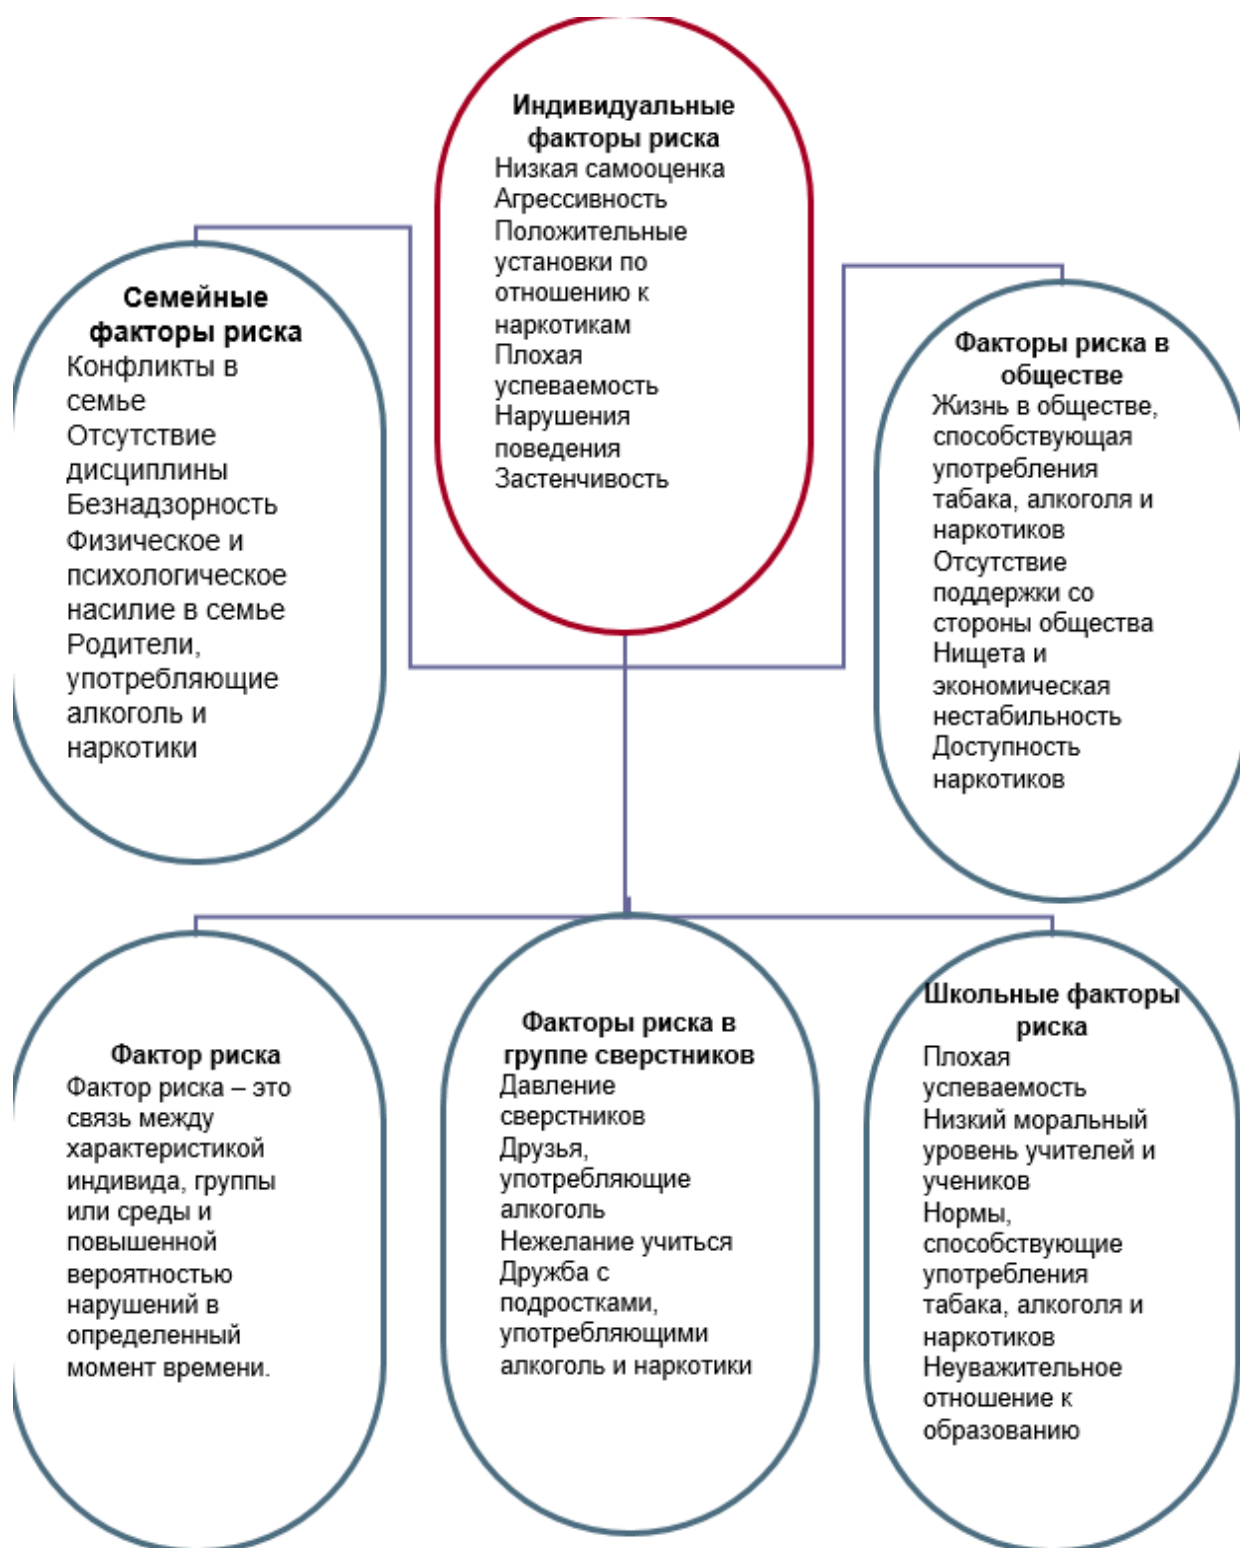 Индивидуальные
факторы риска
Низкая самооценка
Агрессивность
Положительные
установки по
отношению к
наркотикам
Плохая
успеваемость
Нарушения
поведения
Застенчивость
Семейные
факторы риска
Конфликты в
семье
Отсутствие
дисциплины
Безнадзорность
Физическое и
психологическое
насилие в семье
Родители,
употребляющие
алкоголь и
наркотики
Факторы риска в
обществе
Жизнь в обществе,
способствующая
употребления
табака, алкоголя и
наркотиков
Отсутствие
поддержки со
стороны общества
Нищета и
экономическая
нестабильность
Доступность
наркотиков
Фактор риска
Фактор риска – это
связь между
характеристикой
индивида, группы
или среды и
повышенной
вероятностью
нарушений в
определенный
момент времени.
Факторы риска в
группе сверстников
Давление
сверстников
Друзья,
употребляющие
алкоголь
Нежелание учиться
Дружба с
подростками,
употребляющими
алкоголь и наркотики
Школьные факторы
риска
Плохая
успеваемость
Низкий моральный
уровень учителей и
учеников
Нормы,
способствующие
употребления
табака, алкоголя и
наркотиков
Неуважительное
отношение к
образованию